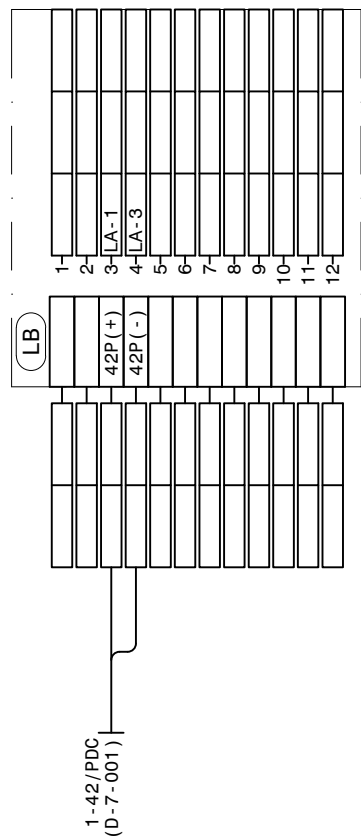 LB
1
2
3 LA-1
42P(+)
4 LA-3
42P(-)
5
6
7
8
9
10
11
12
1-42/PDC
(D-7-001)